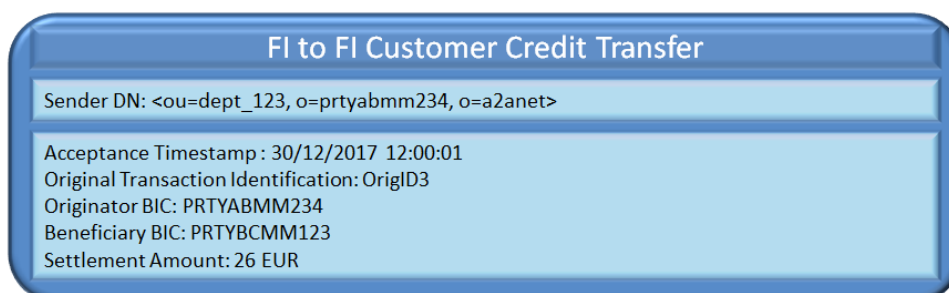 FI to FI Customer Credit Transfer
Sender DN: <ou=dept_123, o=prtyabmm234, o=a2anet>
Acceptance Timestamp : 30/12/2017 12:00:01
Original Transaction Identification: OrigID3
Originator BIC: PRTYABMM234
Beneficiary BIC: PRTYBCMM123
Settlement Amount: 26 EUR